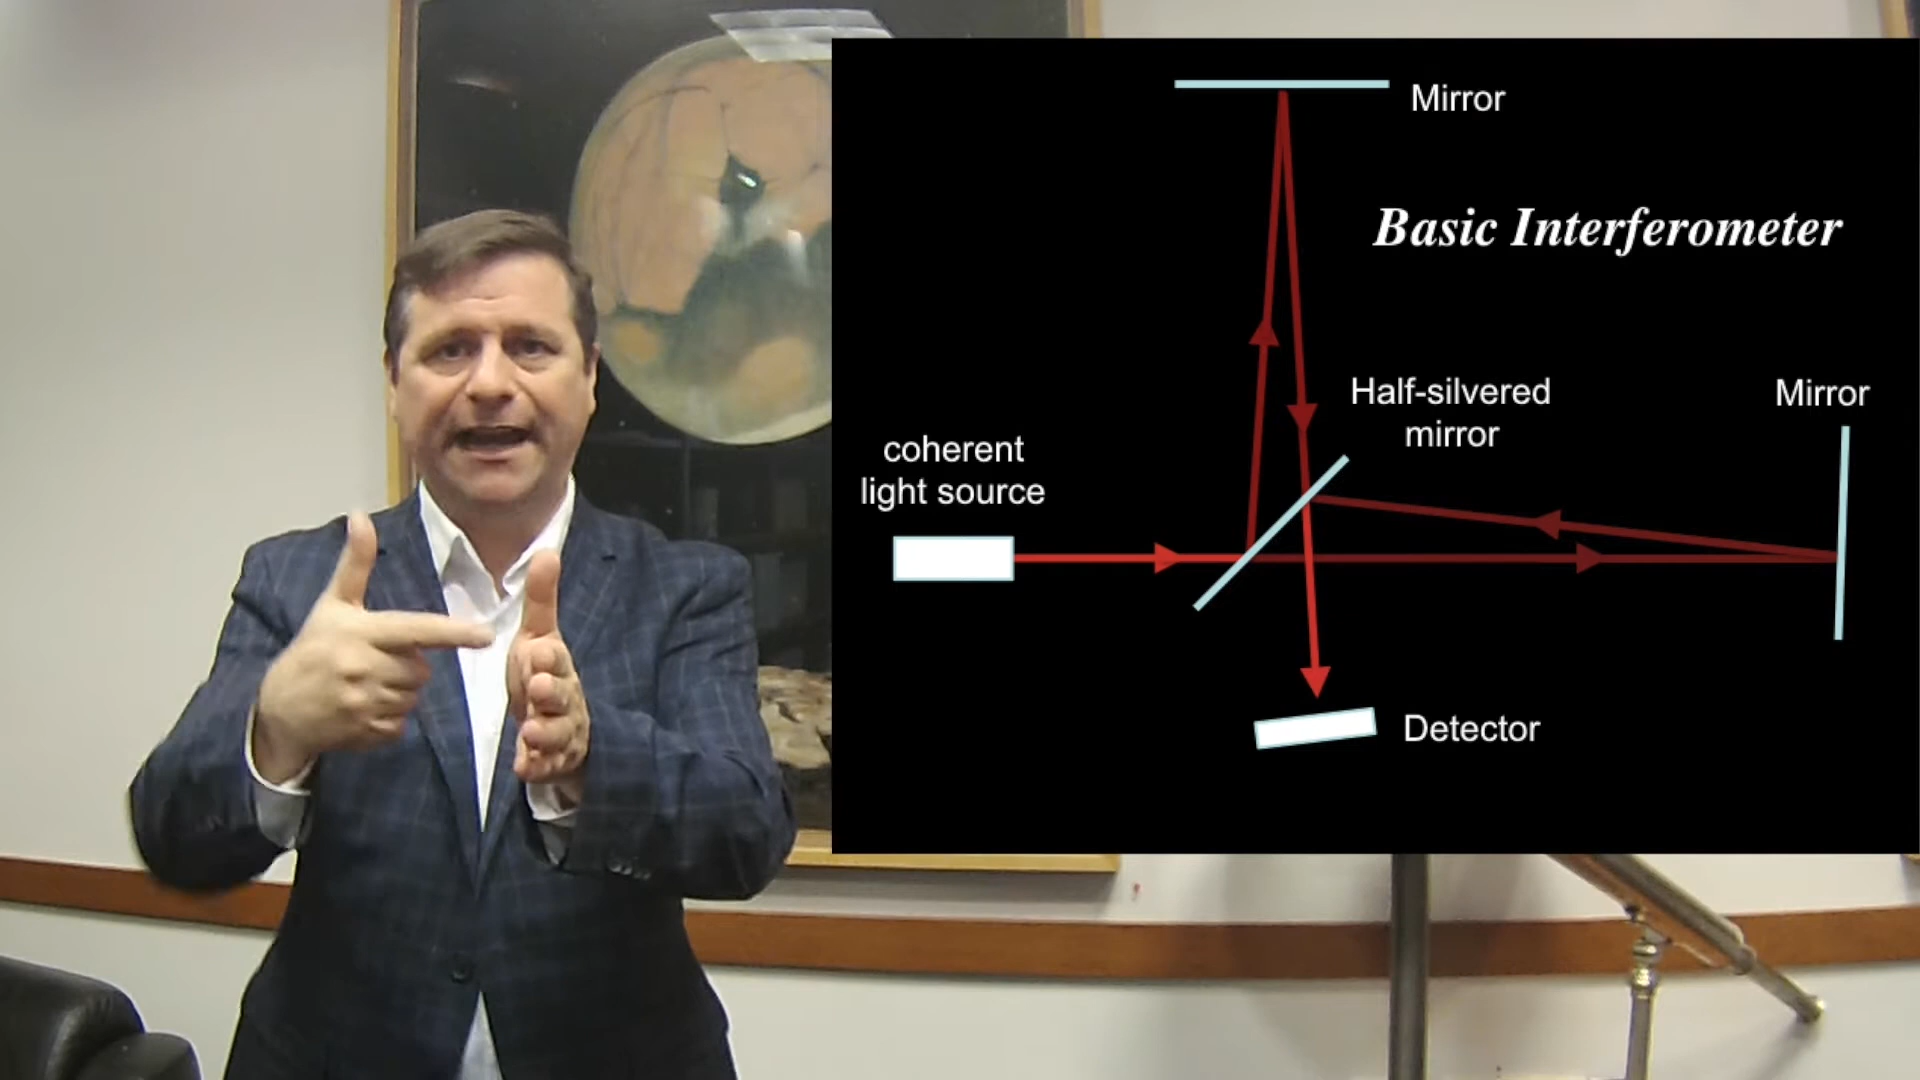 Mirror
Basic Interferometer
Half-silvered
mirror
Mirror
coherent
light source
Detector